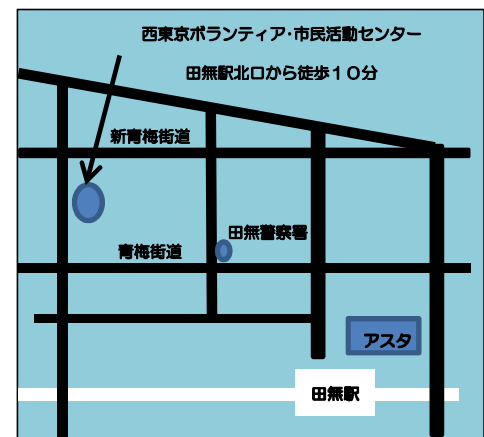 西東京ボランティア･市民活動センター
田無駅北口から徒歩１０分
新青梅街道
田無警察署
青梅街道
アスタ
田無駅